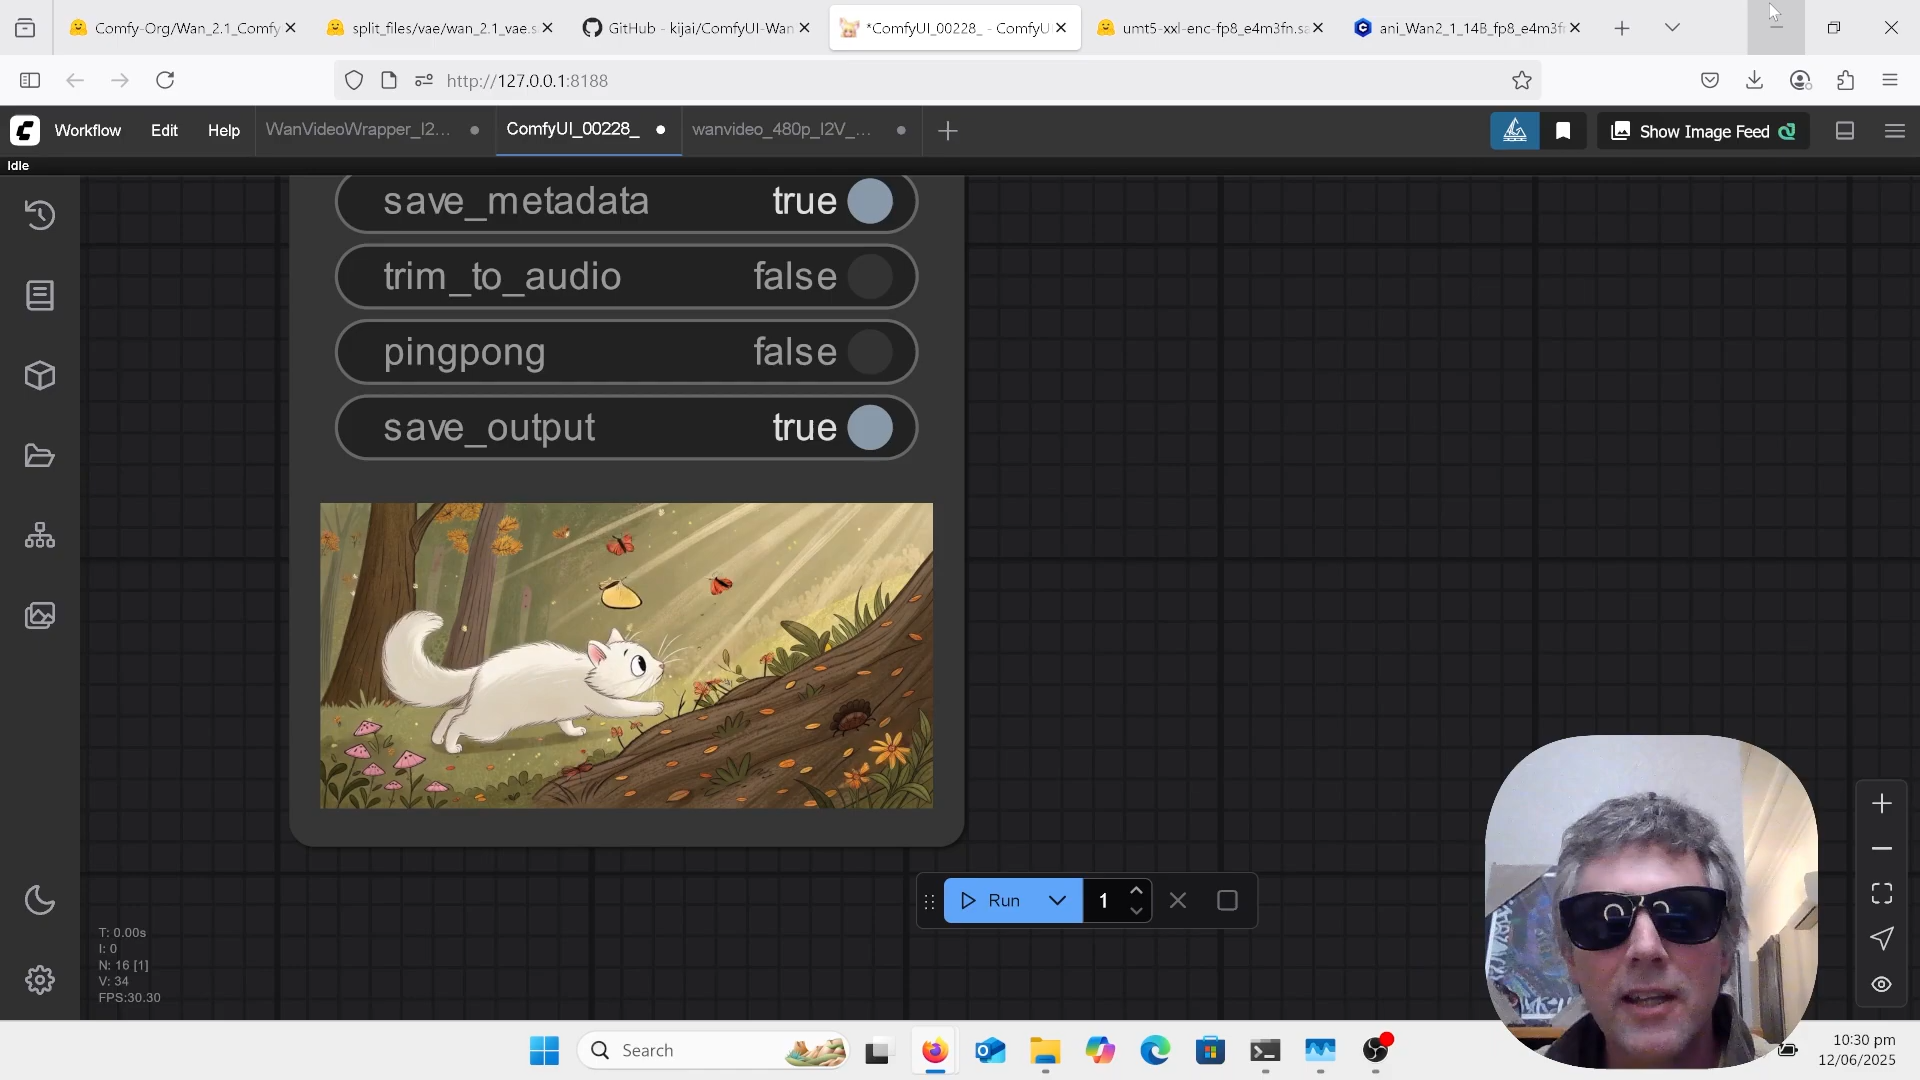 Comfy-Org/Wan_2.1_Comfy
split_files/vae/wan_2.1_vae.s
GitHub - kijai/ComfyUI-Wan
*ComfyUI_00228_ - ComfyU
umt5-xxl-enc-fp8_e4m3fn.sa
ani_Wan2_1_14B_fp8_e4m3f
http://127.0.0.1:8188
Workflow
Edit
Help
WanVideoWrapper_I2...
ComfyUI_00228_
wanvideo_480p_I2V_...
Show Image Feed
Idle
save_metadata true
trim_to_audio false
pingpong false
save_output true
Run
1
T: 0.00s
I: 0
N: 16 [1]
V: 34
FPS:30.30
Search
10:30 pm
12/06/2025